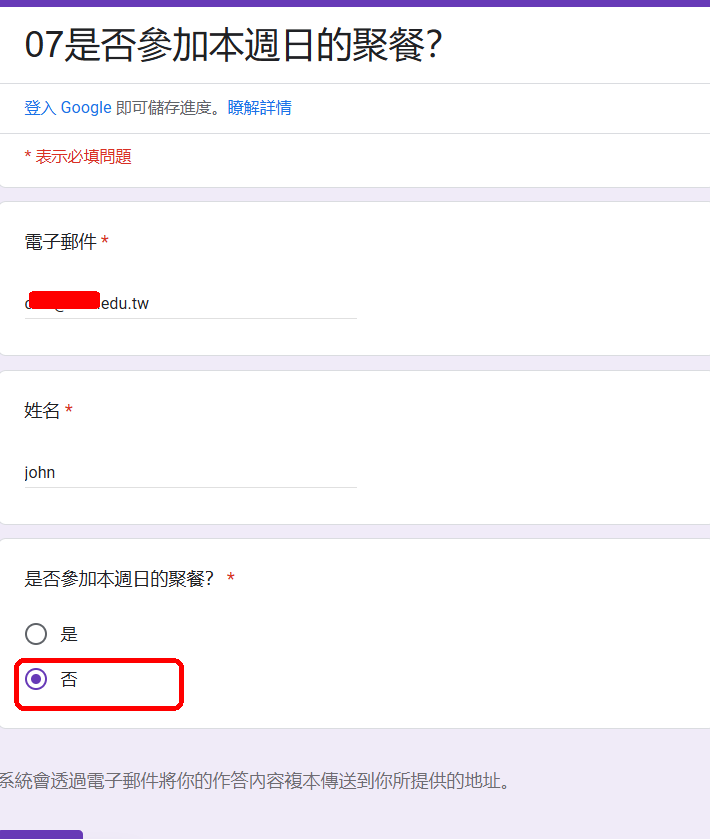 07是否參加本週日的聚餐?
登入 Google 即可儲存進度。瞭解詳情
* 表示必填問題
電子郵件 *
edu.tw
姓名 *
john
是否參加本週日的聚餐? *
是
否
系統會透過電子郵件將你的作答內容複本傳送到你所提供的地址。